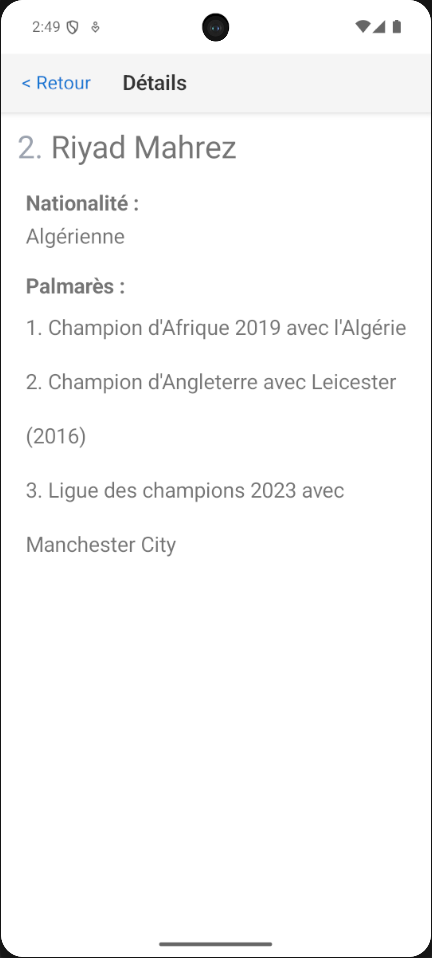 2:49
< Retour Détails
2. Riyad Mahrez
Nationalité :
Algérienne
Palmarès :
1. Champion d'Afrique 2019 avec l'Algérie
2. Champion d'Angleterre avec Leicester
(2016)
3. Ligue des champions 2023 avec
Manchester City